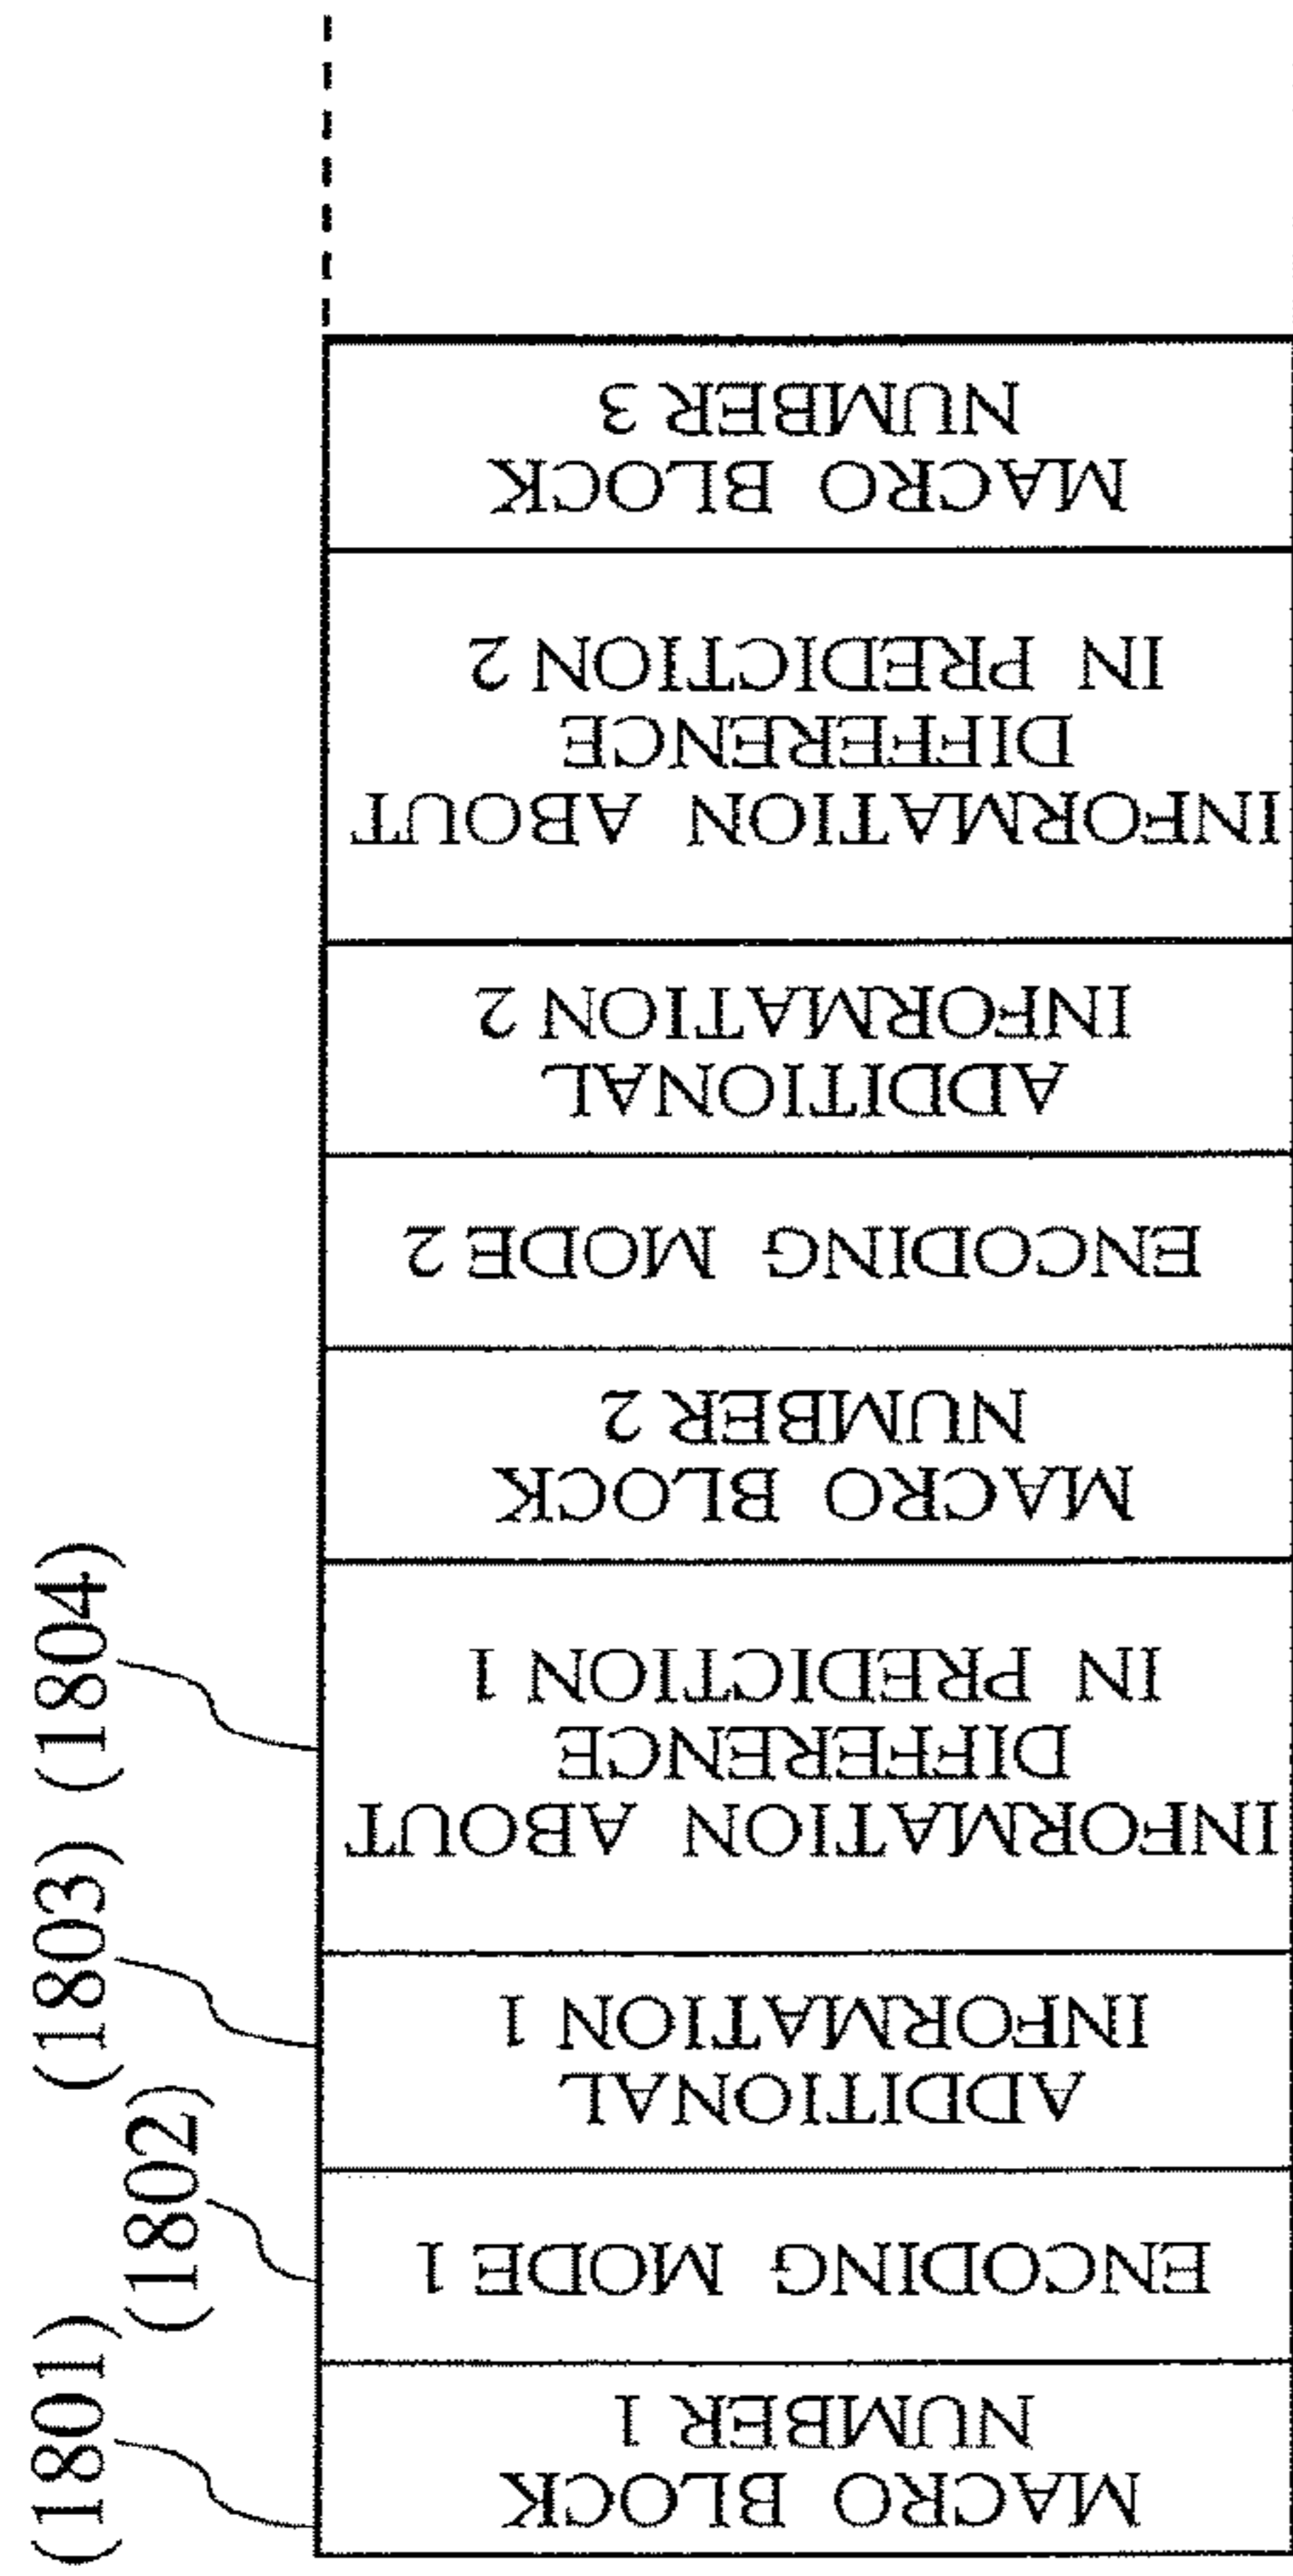 (1801)
(1802)
(1803)
(1804)
MACRO BLOCK
NUMBER 1
ENCODING MODE 1
ADDITIONAL
INFORMATION 1
INFORMATION ABOUT
DIFFERENCE
IN PREDICTION 1
MACRO BLOCK
NUMBER 2
ENCODING MODE 2
ADDITIONAL
INFORMATION 2
INFORMATION ABOUT
DIFFERENCE
IN PREDICTION 2
MACRO BLOCK
NUMBER 3